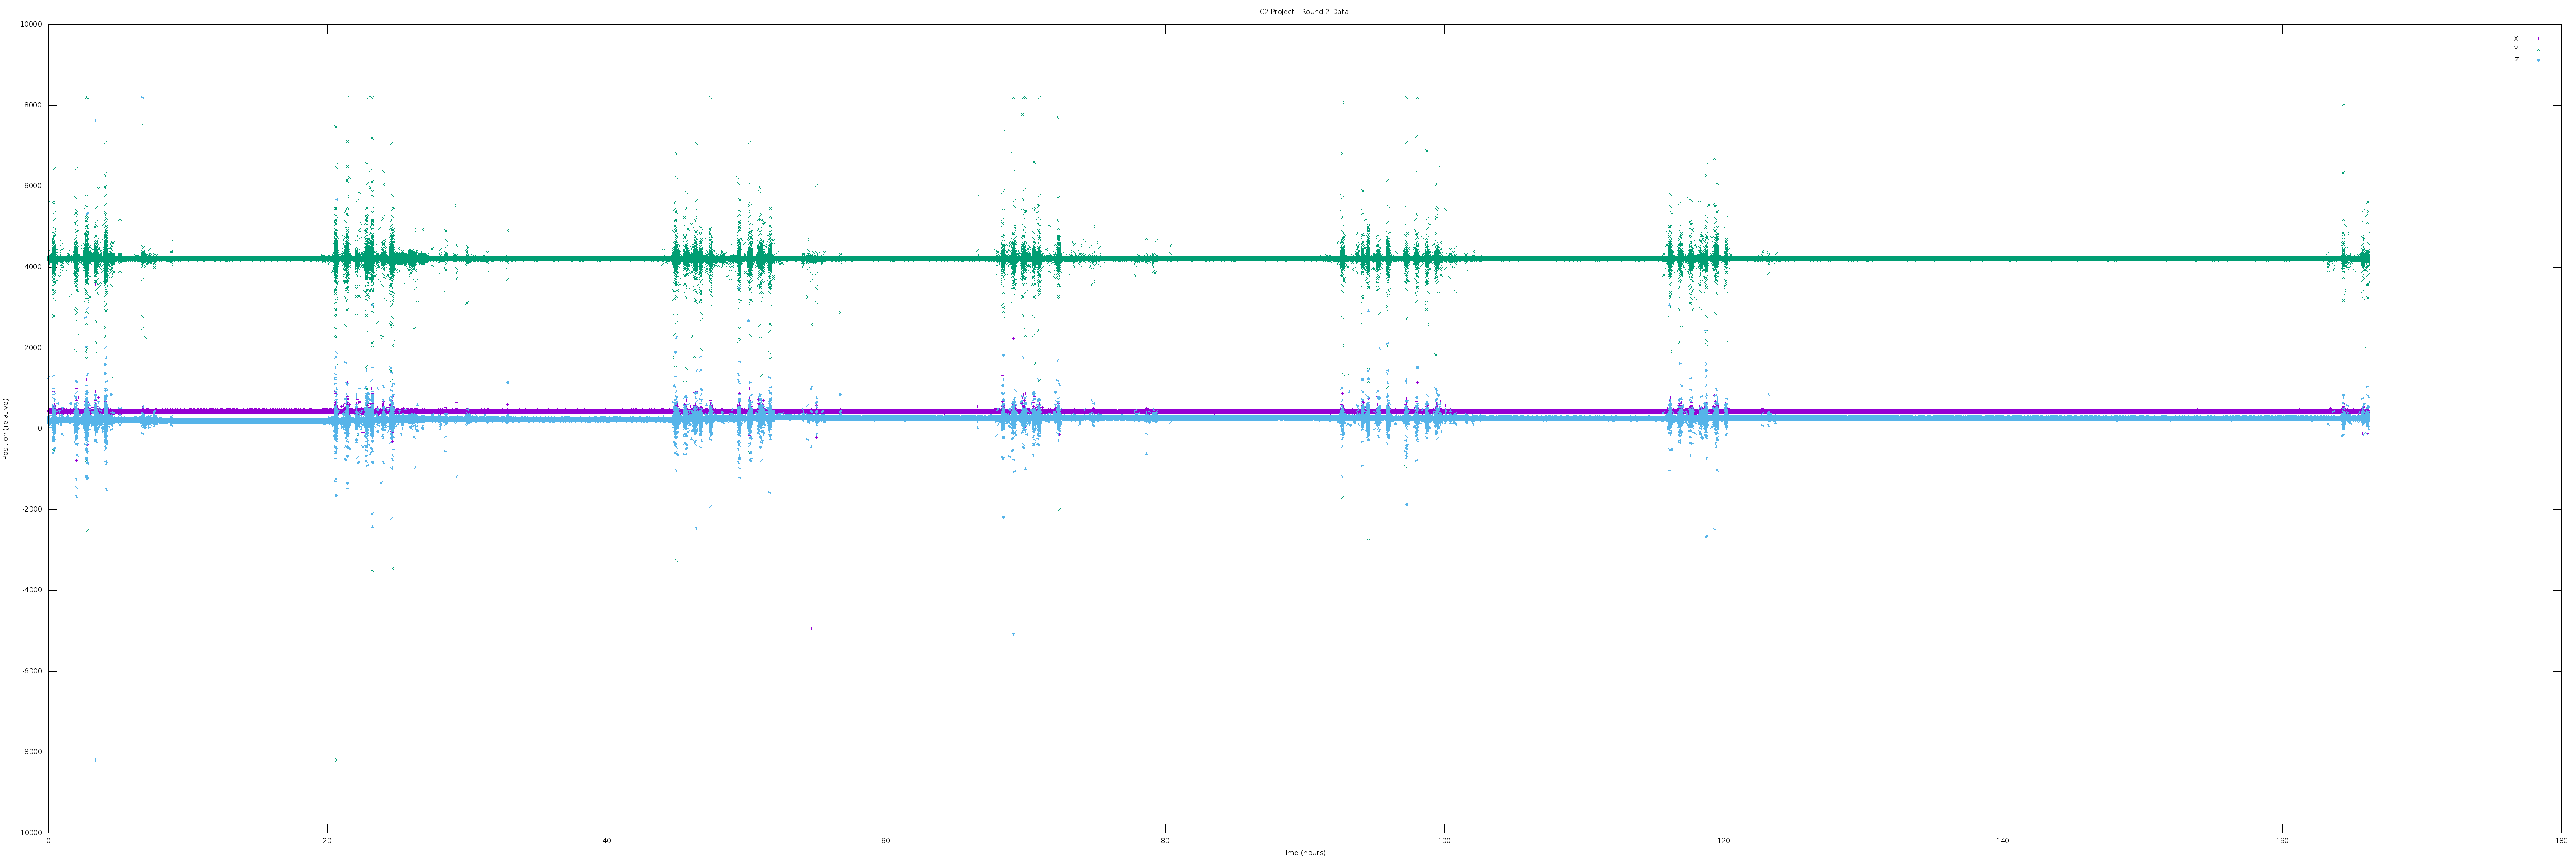 C2 Project - Round 2 Data
10000
X
Y
Z
8000
6000
4000
2000
0
-2000
-4000
-6000
-8000
-10000
Position (relative)
0 20 40 60 80 100 120 140 160 180
Time (hours)